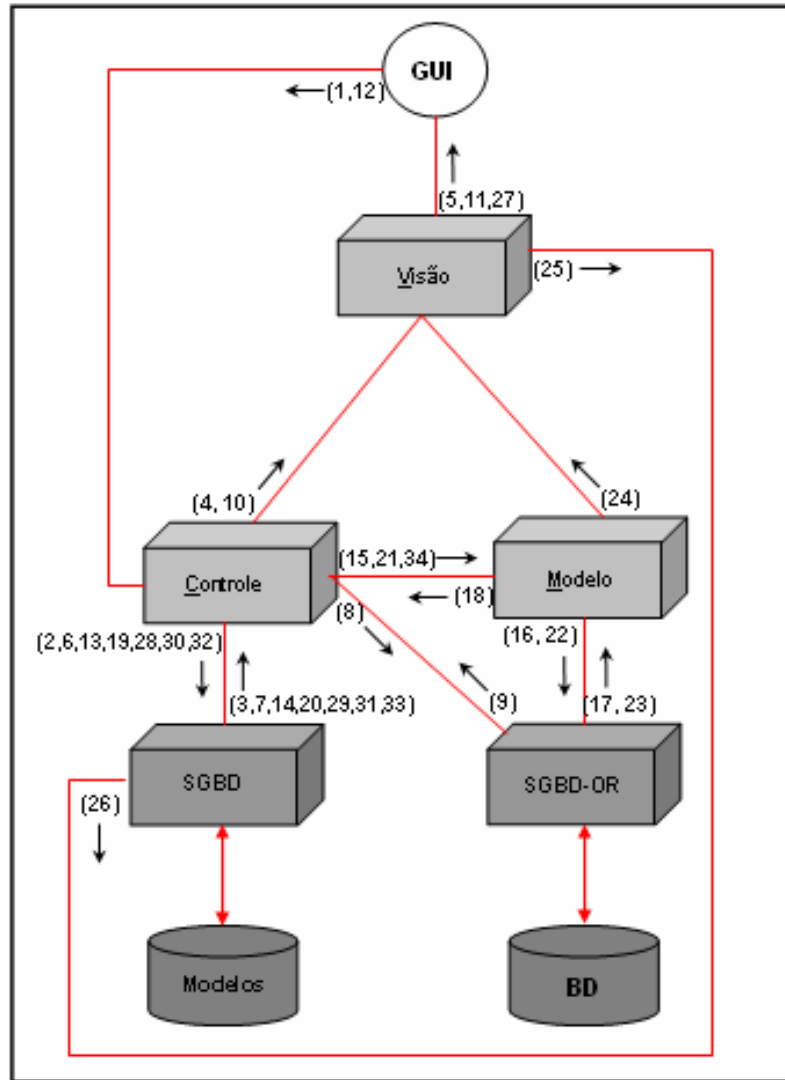 GUI
(1,12)
(5,11,27)
(25)
Visão
(4, 10)
(24)
(15,21,34)
Controle
Modelo
(18)
(8)
(2,6,13,19,28,30,32)
(16, 22)
(9)
(3,7,14,20,29,31,33)
(17, 23)
SGBD
SGBD-OR
(26)
Modelos
BD